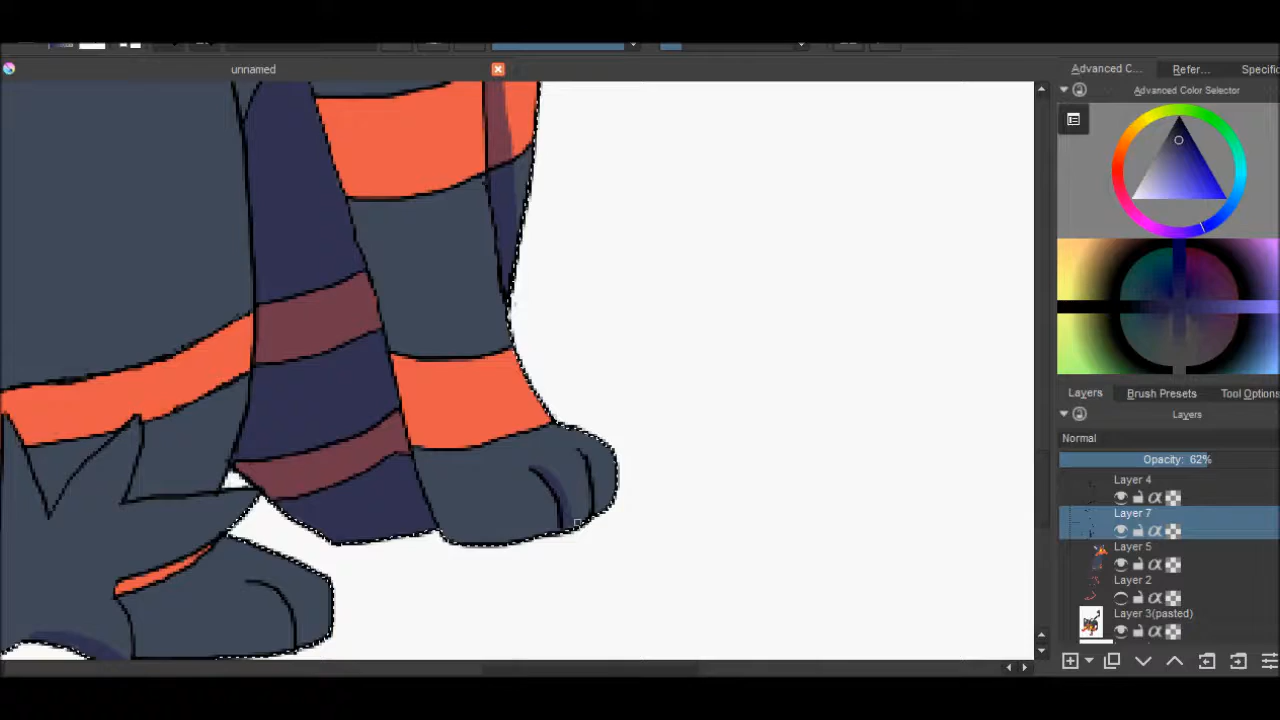 unnamed
Advanced C...
Refer...
Specific
Advanced Color Selector
Layers
Brush Presets
Tool Options
Layers
Normal
Opacity: 62%
Layer 4
Layer 7
Layer 5
Layer 2
Layer 3(pasted)